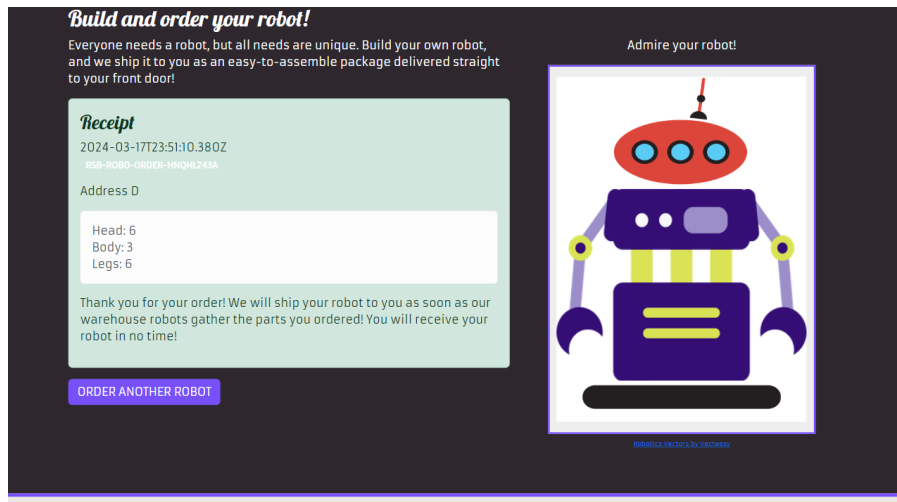 Build and order your robot!
Everyone needs a robot, but all needs are unique. Build your own robot,
and we ship it to you as an easy-to-assemble package delivered straight
to your front door!
Receipt
2024-03-17T23:51:10.380Z
RSB-ROBO-ORDER-HNQHL243A
Address D
Head: 6
Body: 3
Legs: 6
Thank you for your order! We will ship your robot to you as soon as our
warehouse robots gather the parts you ordered! You will receive your
robot in no time!
ORDER ANOTHER ROBOT
Admire your robot!
Robotics Vectors by Vecteezy